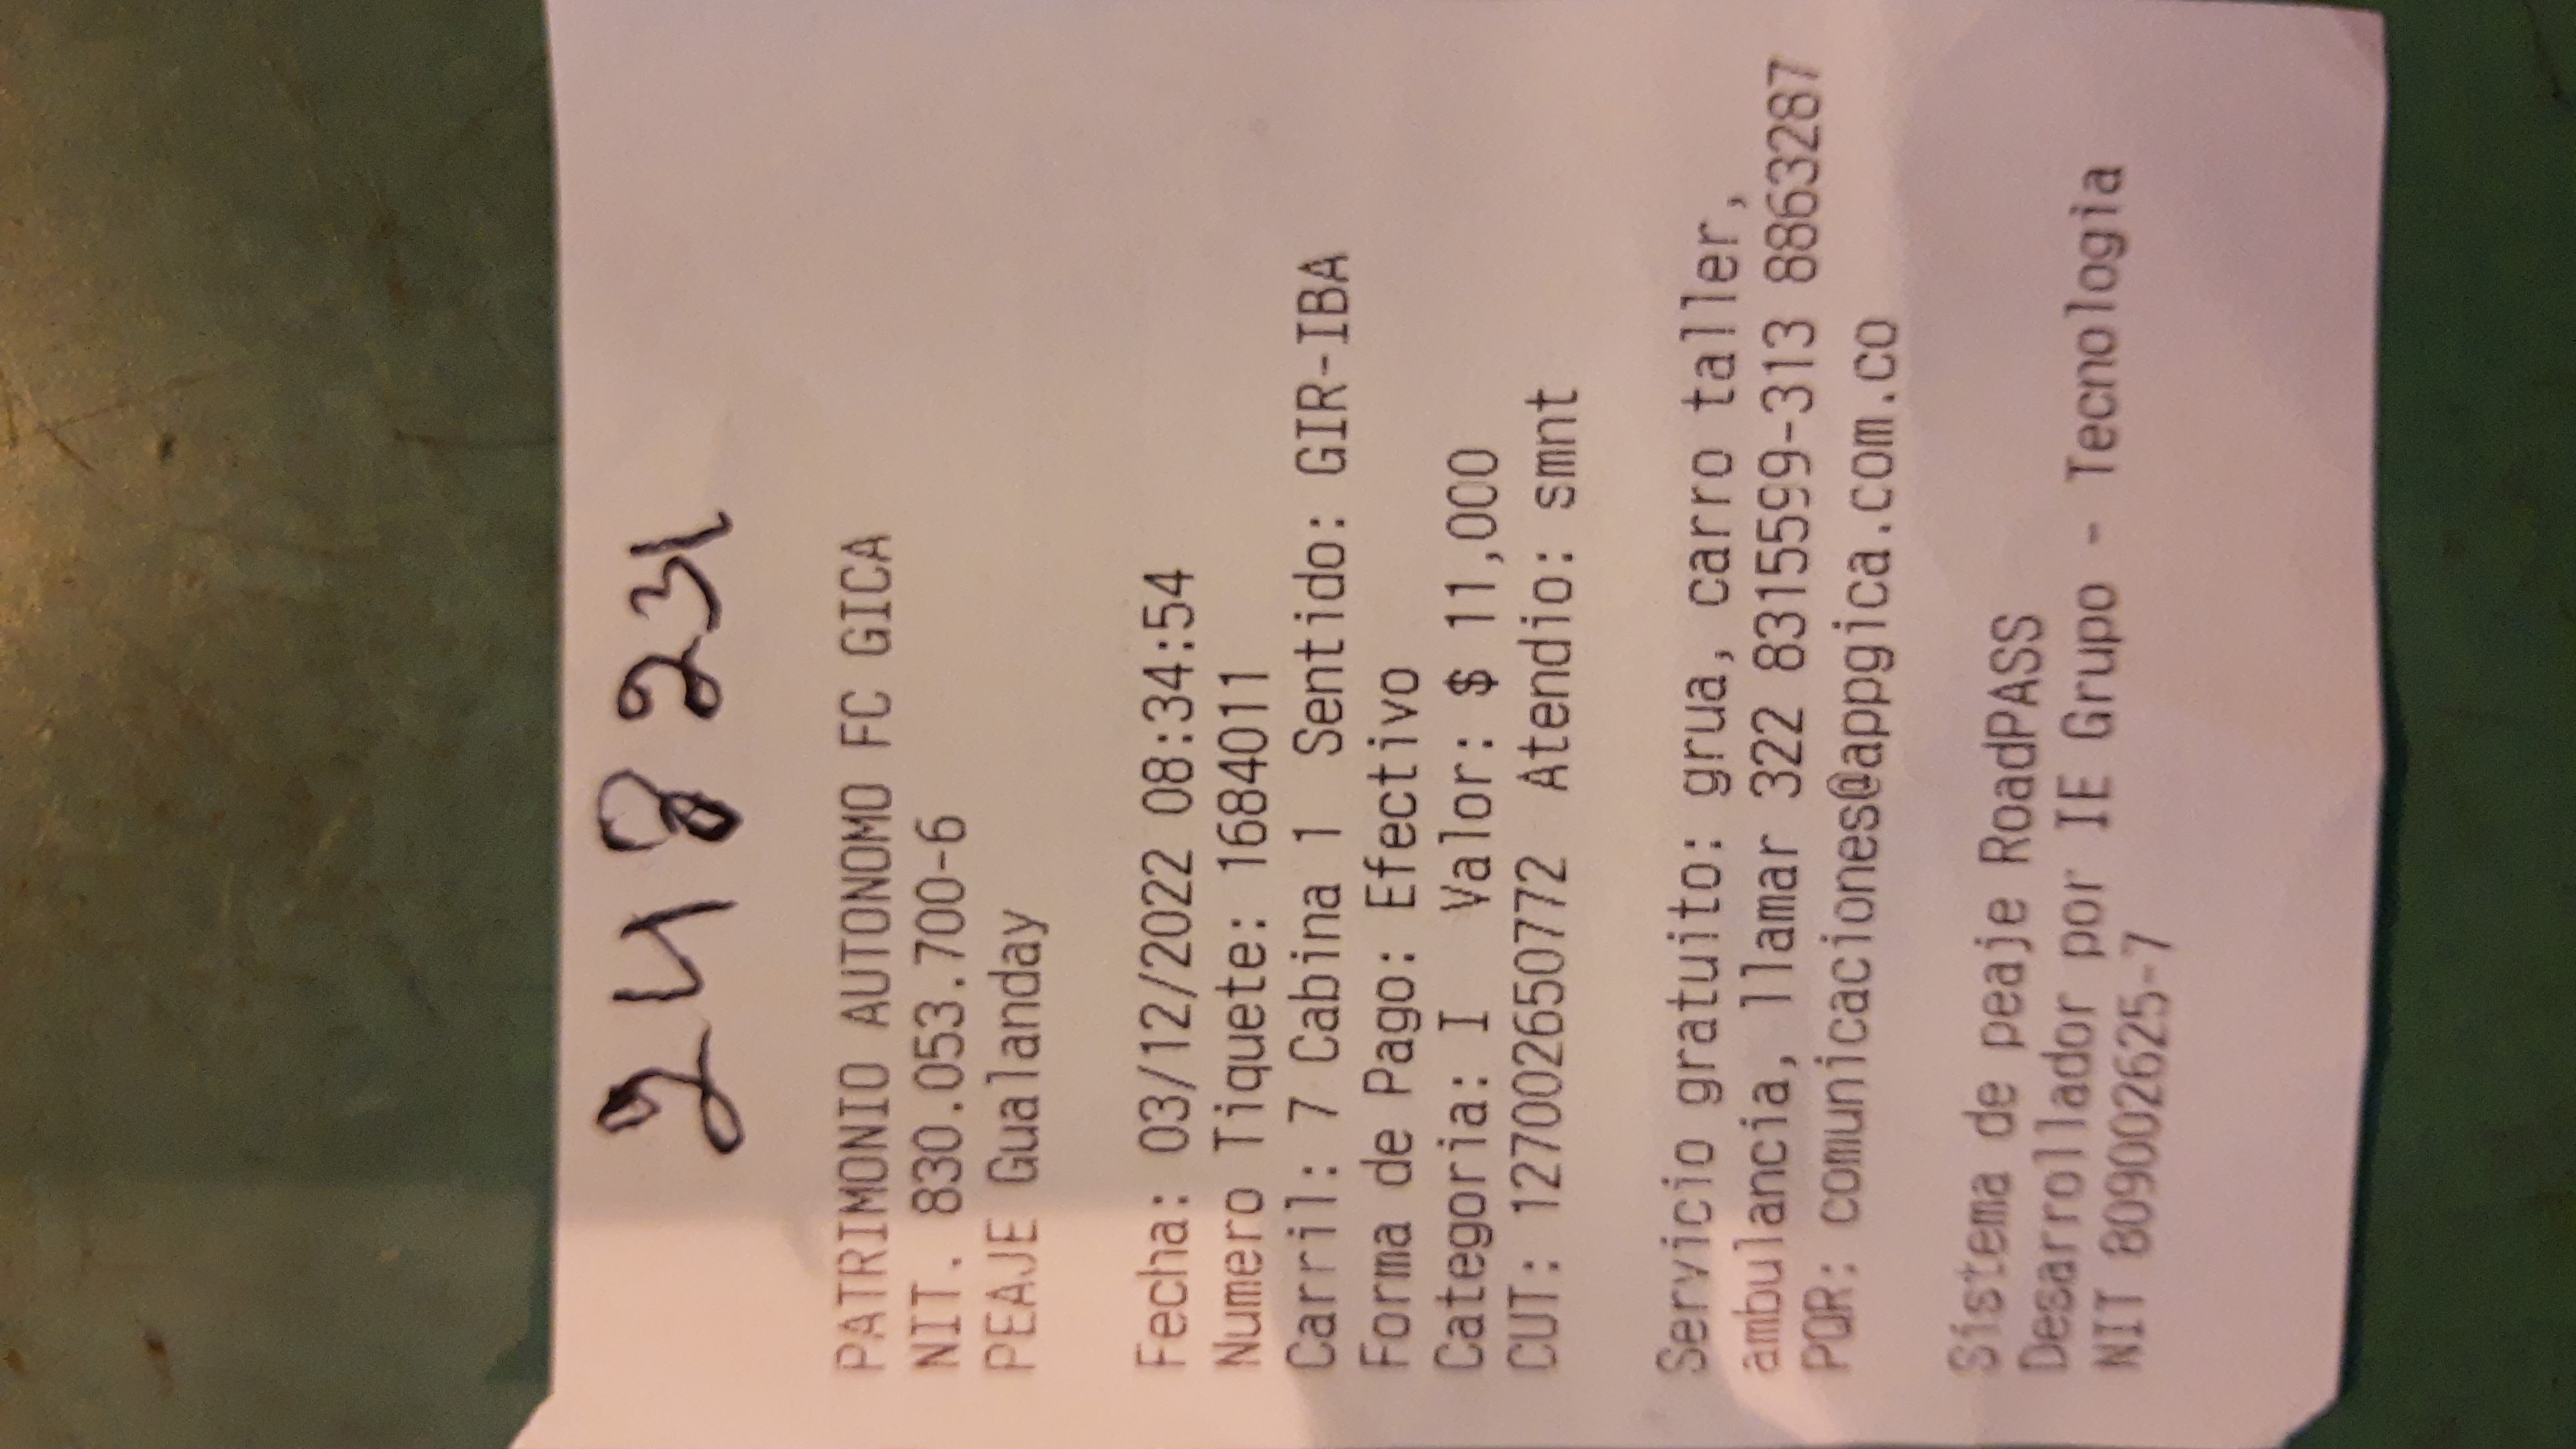 24823
PATRIMONIO AUTONOMO FC GICA
NIT. 830.053.700-6
PEAJE Gualanday
Fecha: 03/12/2022 08:34:54
Numero Tiquete: 1684011
Carril: 7 Cabina 1 Sentido: GIR-IBA
Forma de Pago: Efectivo
Categoria: I Valor: $ 11,000
CUT: 127002650772 Atendio: smnt
Servicio gratuito: grua, carro taller,
ambulancia, llamar 322 8315599-313 8863287
PQR: comunicaciones@appgica.com.co
Sistema de peaje RoadPASS
Desarrollador por IE Grupo - Tecnologia
NIT 809002625-7